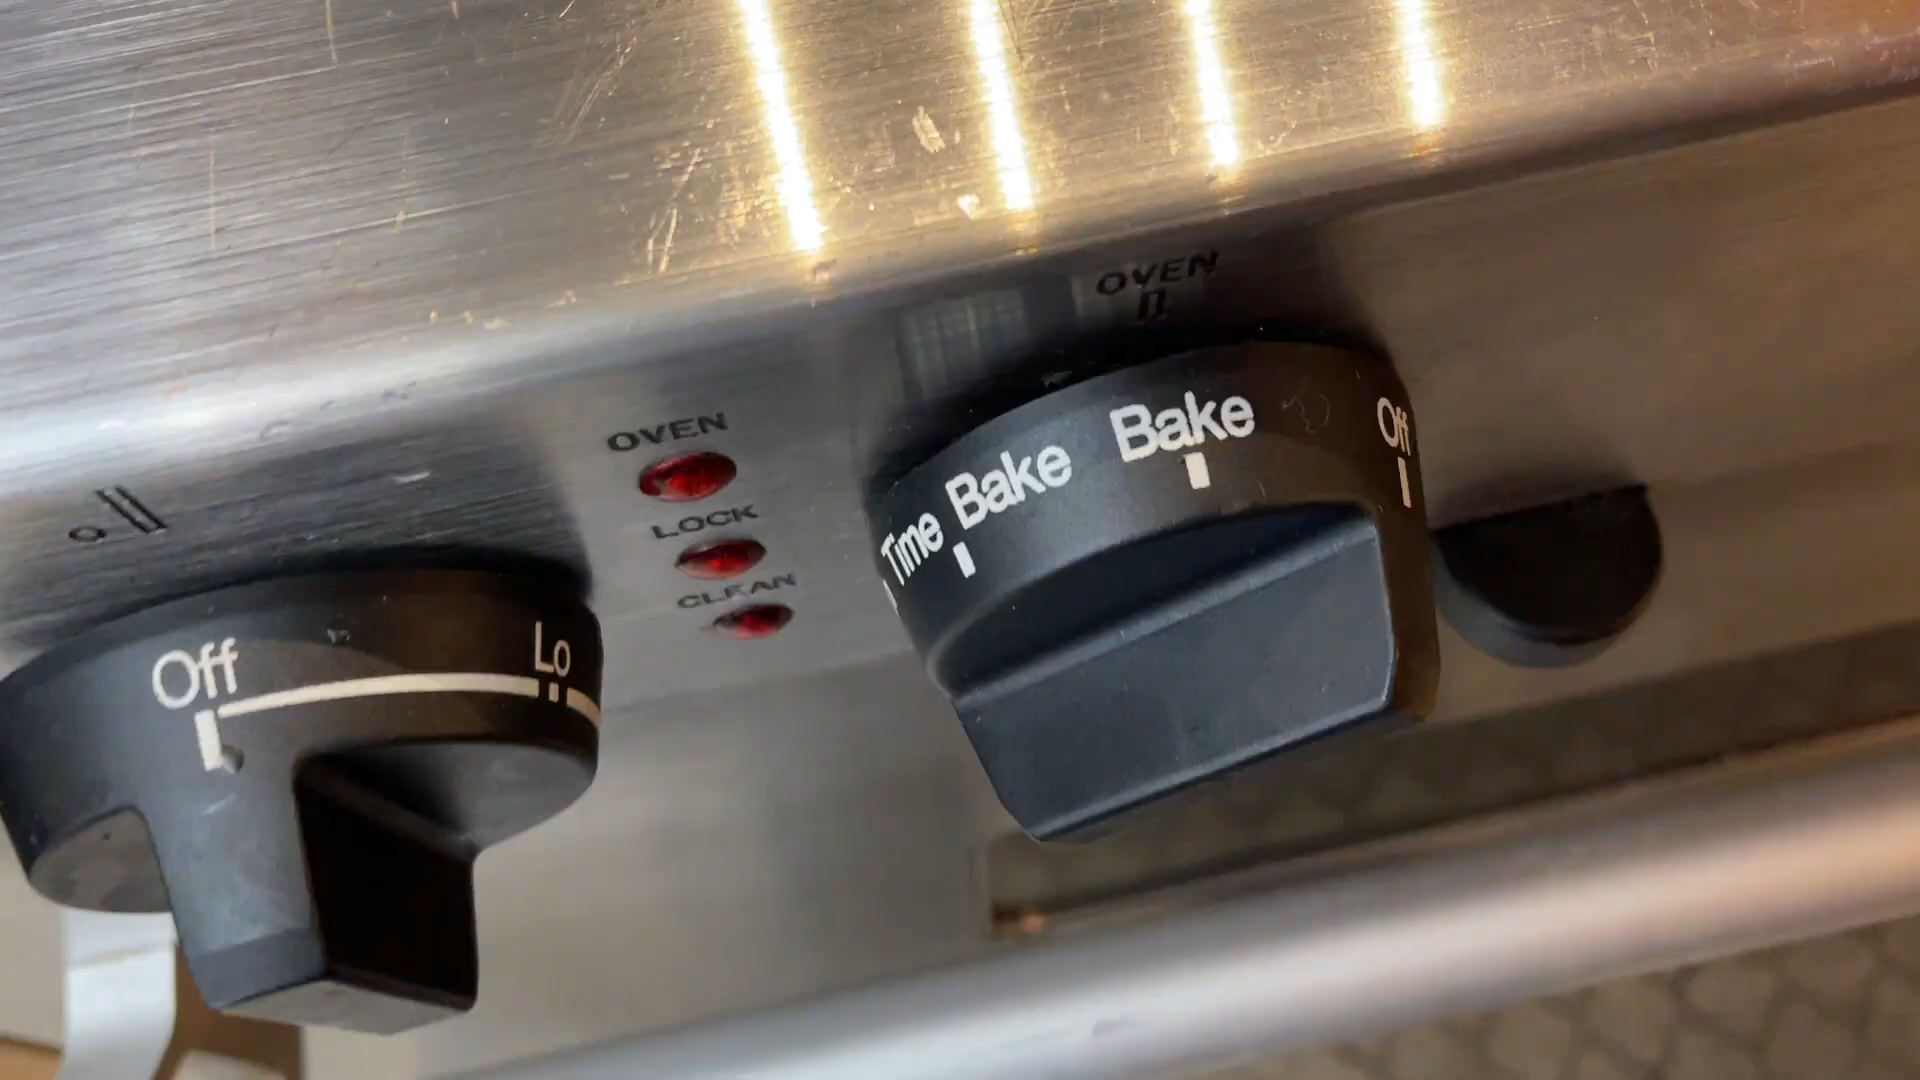 OVEN
OVEN
LOCK
CLEAN
Time Bake
Bake
Off
Off
Lo